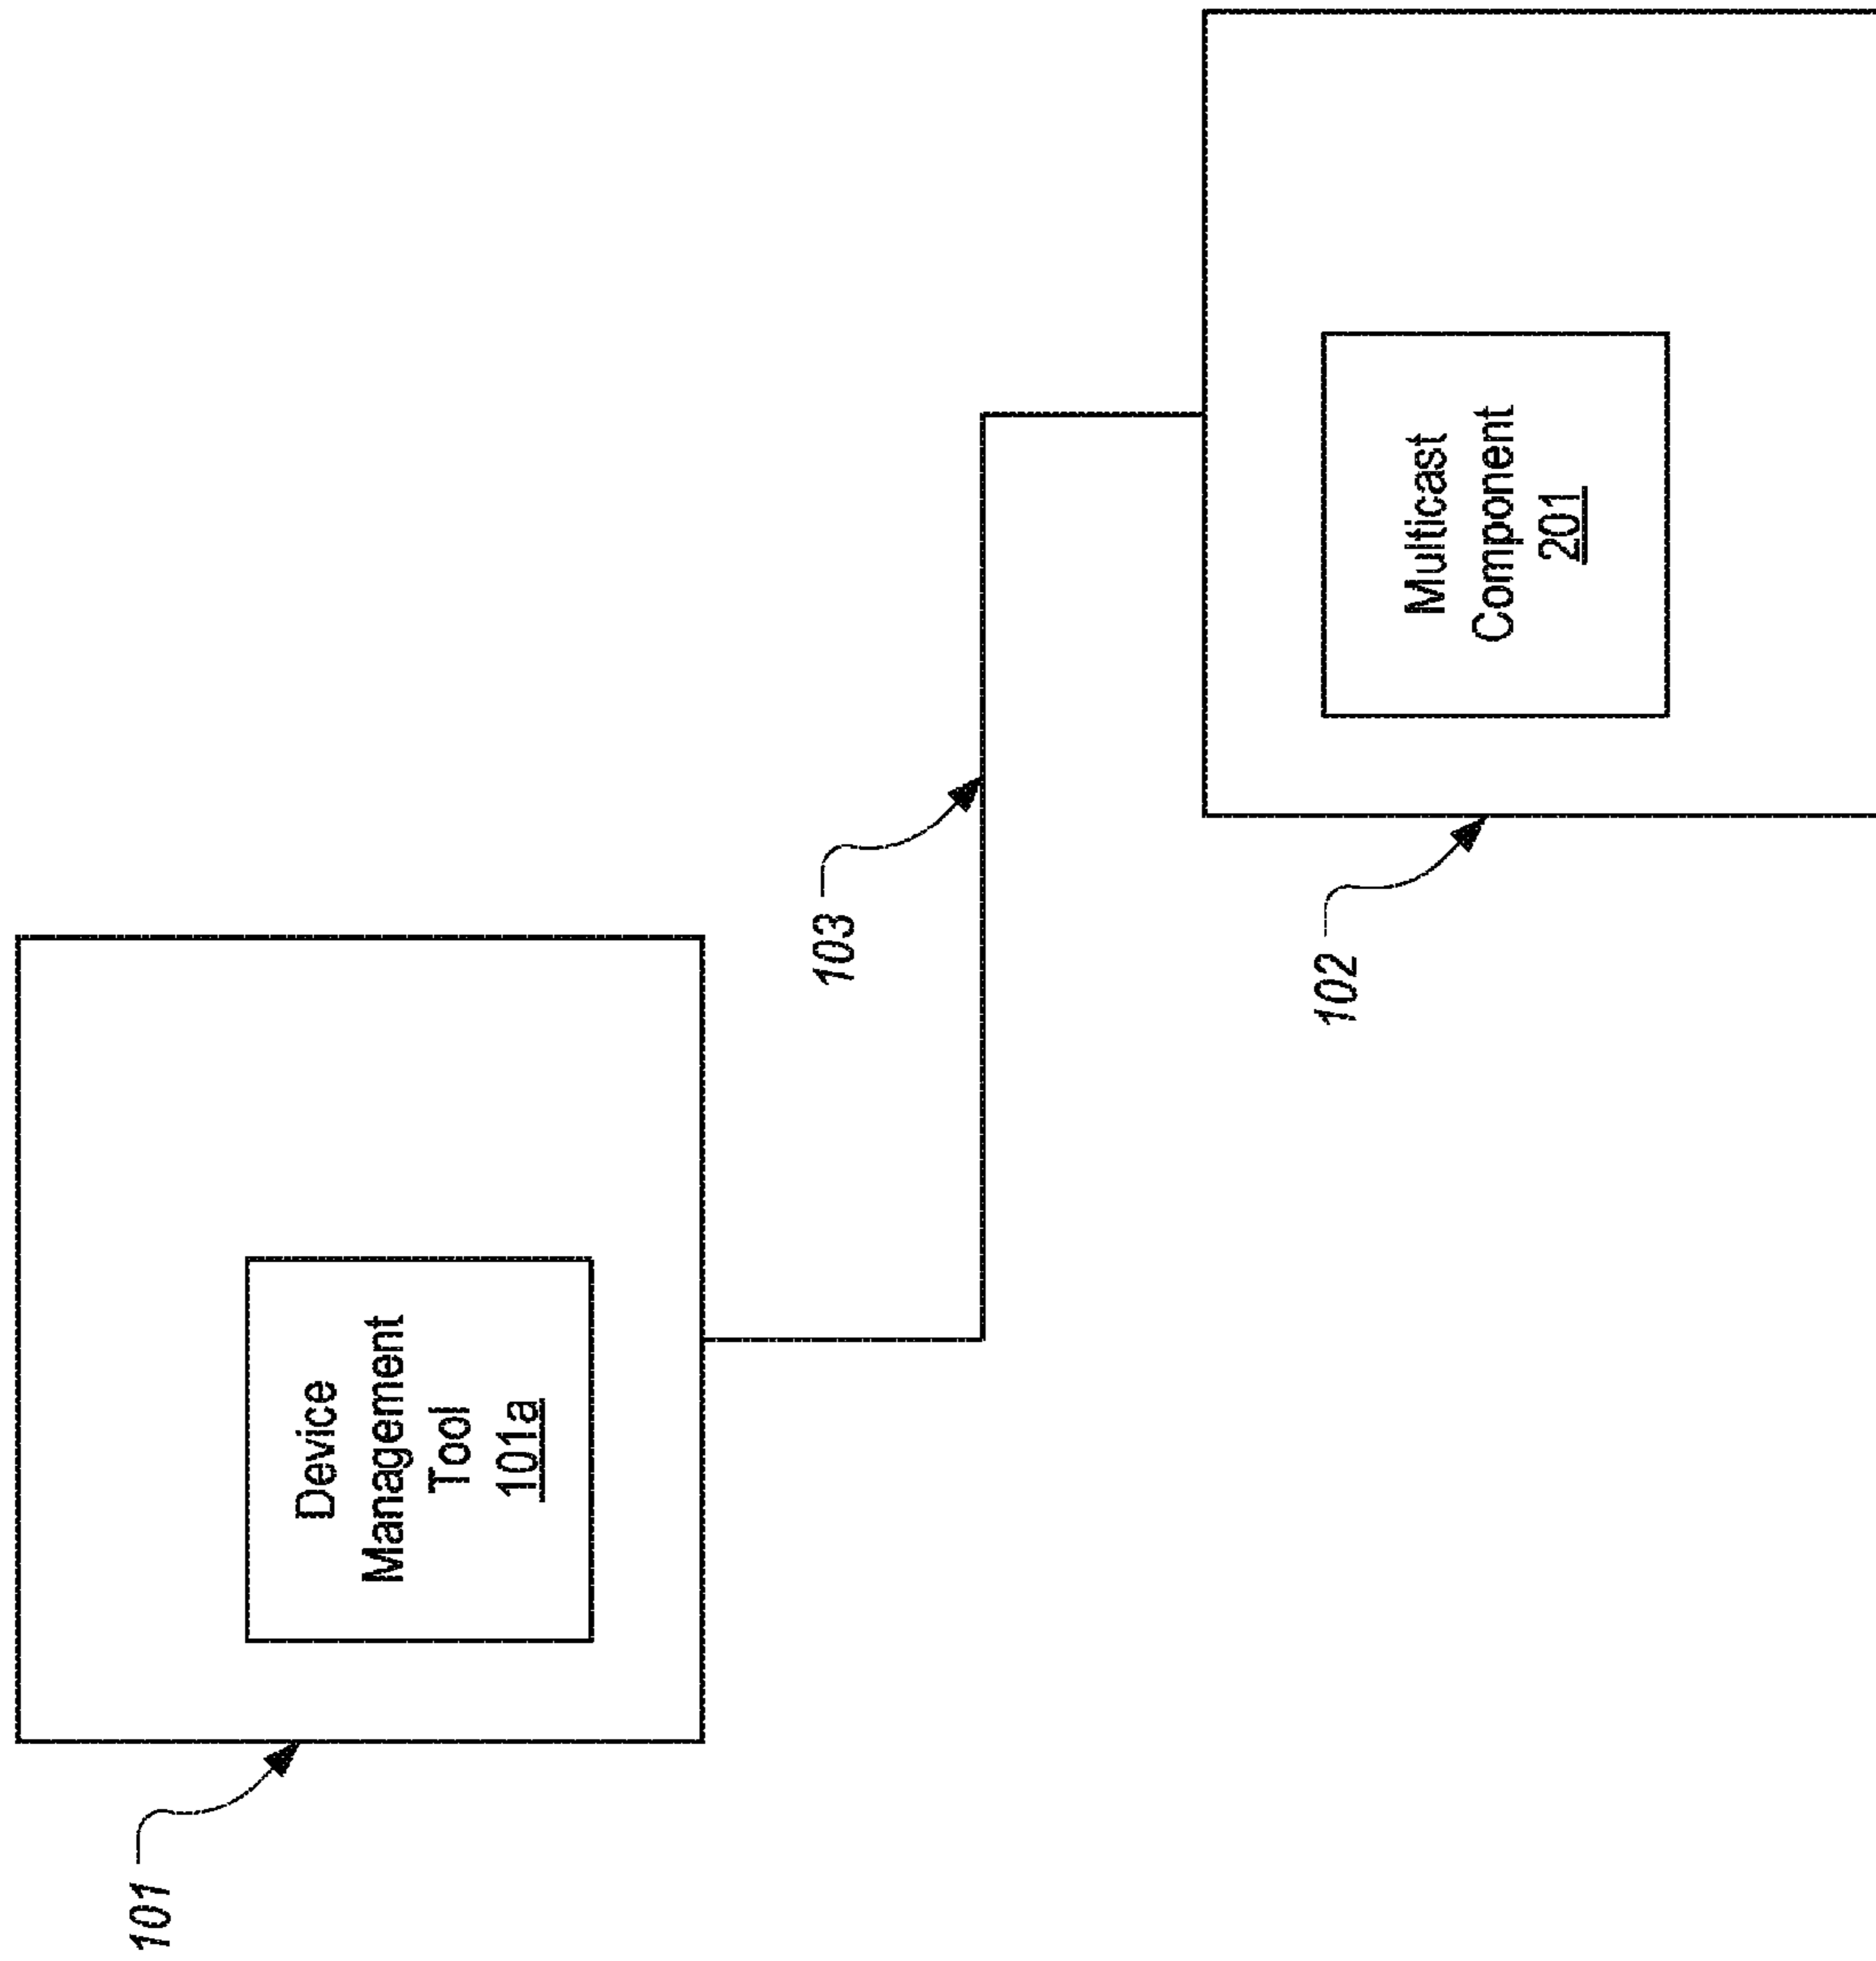 101
Device
Management
Tool
101a
103
102
Multicast
Component
201